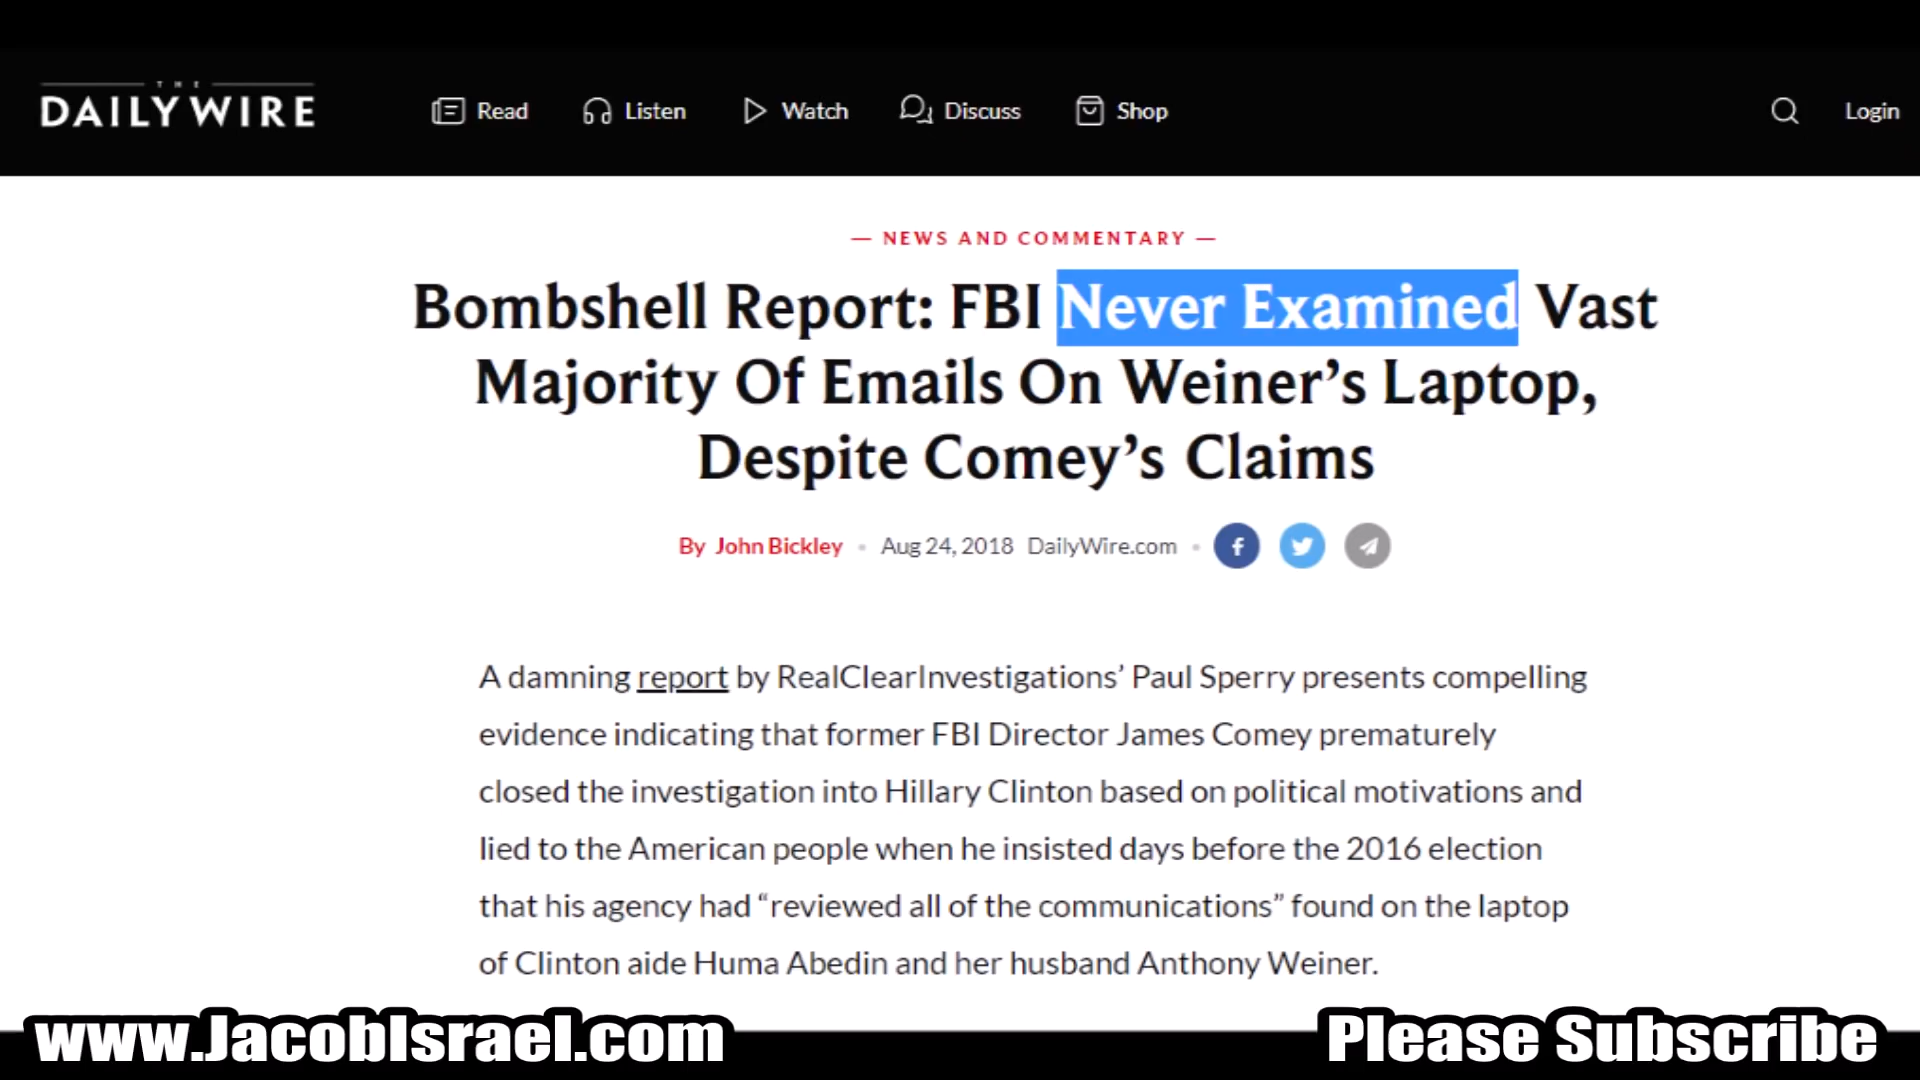 THE
DAILY WIRE
Read
Listen
Watch
Discuss
Shop
Login
— NEWS AND COMMENTARY —
Bombshell Report: FBI Never Examined Vast
Majority Of Emails On Weiner’s Laptop,
Despite Comey’s Claims
By John Bickley • Aug 24, 2018 DailyWire.com •
A damning report by RealClearInvestigations’ Paul Sperry presents compelling
evidence indicating that former FBI Director James Comey prematurely
closed the investigation into Hillary Clinton based on political motivations and
lied to the American people when he insisted days before the 2016 election
that his agency had “reviewed all of the communications” found on the laptop
of Clinton aide Huma Abedin and her husband Anthony Weiner.
www.JacobIsrael.com
Please Subscribe